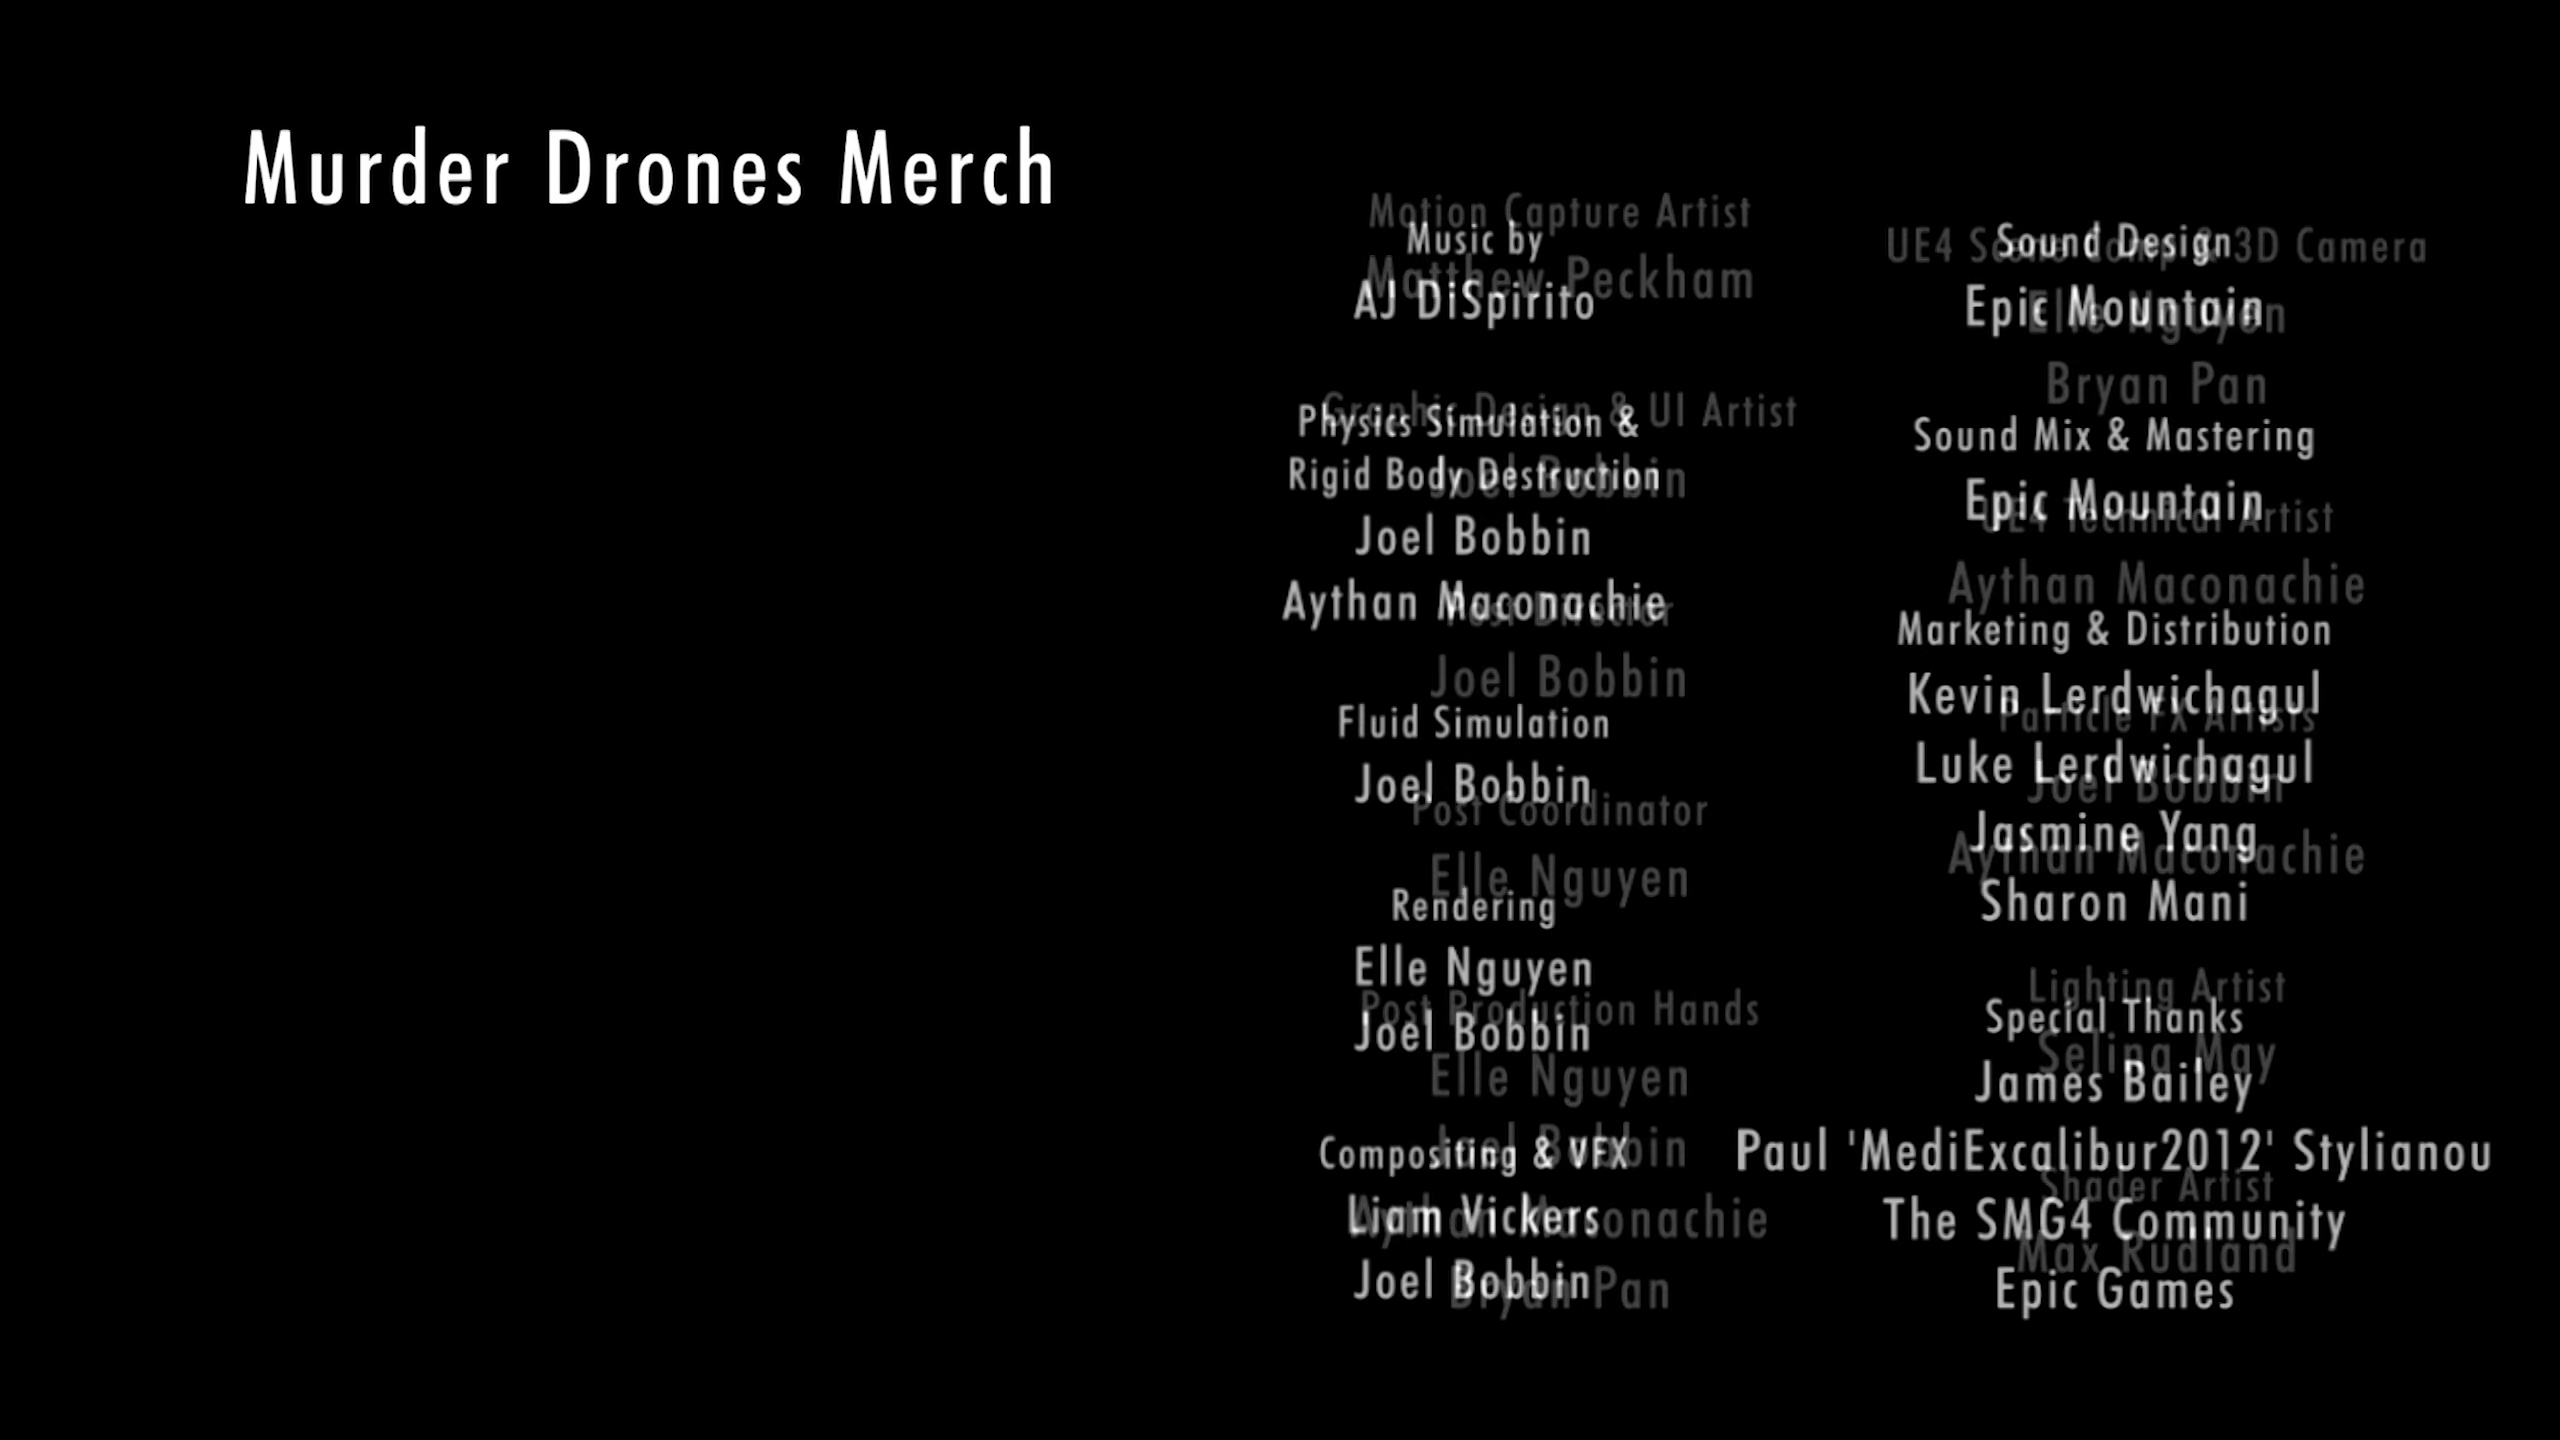 Murder Drones Merch
Music by
AJ DiSpirito
Physics Simulation &
Rigid Body Destruction
Joel Bobbin
Aythan Maconachie
Fluid Simulation
Joel Bobbin
Rendering
Elle Nguyen
Joel Bobbin
Compositing & VFX
Liam Vickers
Joel Bobbin
Sound Design
Epic Mountain
Sound Mix & Mastering
Epic Mountain
Marketing & Distribution
Kevin Lerdwichagul
Luke Lerdwichagul
Jasmine Yang
Sharon Mani
Special Thanks
James Bailey
Paul 'MediExcalibur2012' Stylianou
The SMG4 Community
Epic Games
Motion Capture Artist
Matthew Peckham
Graphic Design & UI Artist
Joel Bobbin
Post Director
Joel Bobbin
Post Coordinator
Elle Nguyen
Post Production Hands
Elle Nguyen
Joel Bobbin
Aythan Maconachie
Bryan Pan
UE4 Scene Comp & 3D Camera
Elle Nguyen
Bryan Pan
UE4 Technical Artist
Aythan Maconachie
Particle FX Artists
Joel Bobbin
Aythan Maconachie
Lighting Artist
Selina May
Shader Artist
Max Rudland